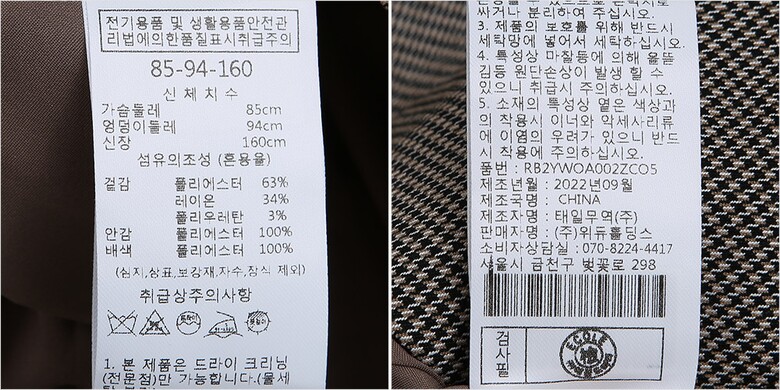 전기용품 및 생활용품안전관
리법에의한품질표시취급주의
85-94-160
신 체 치 수
가슴둘레 85cm
엉덩이둘레 94cm
신장 160cm
섬유의조성 (혼용율)
겉감 폴리에스터 63%
레이온 34%
폴리우레탄 3%
안감 폴리에스터 100%
배색 폴리에스터 100%
(심지,상표,보강재,자수,장식 제외)
취급상주의사항
1. 본 제품은 드라이 크리닝
(전문점)만 가능합니다.(물세
싸거나 분리하여 주십시오.
3. 제품의 보호를 위해 반드시
세탁망에 넣어서 세탁하십시오.
4. 특성상 마찰등에 의해 올뜯
김등 원단손상이 발생 할 수
있으니 취급시 주의하십시오.
5. 소재의 특성상 옅은 색상과
의 착용시 이너와 악세사리류
에 이염의 우려가 있으니 반드
시 착용에 주의하십시오.
품번 : RB2YWOA002ZCO5
제조년월 : 2022년09월
제조국명 : CHINA
제조자명 : 태일무역(주)
판매자명 : (주)위듀홀딩스
소비자상담실 : 070-8224-4417
서울시 금천구 벚꽃로 298
검사필
ECOLE